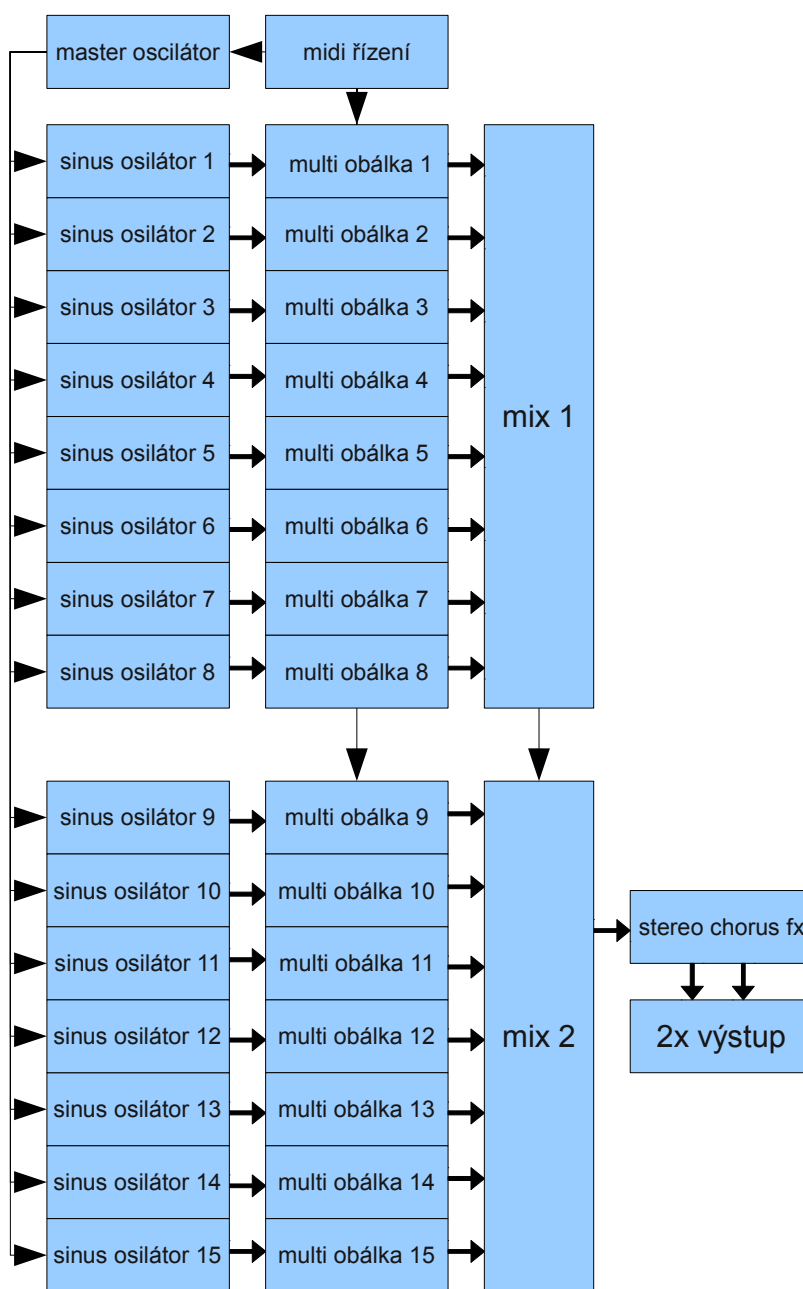 master oscilátor
midi řízení
sinus osilátor 1
multi obálka 1
sinus osilátor 2
multi obálka 2
sinus osilátor 3
multi obálka 3
sinus osilátor 4
multi obálka 4
mix 1
sinus osilátor 5
multi obálka 5
sinus osilátor 6
multi obálka 6
sinus osilátor 7
multi obálka 7
sinus osilátor 8
multi obálka 8
sinus osilátor 9
multi obálka 9
sinus osilátor 10
multi obálka 10
stereo chorus fx
sinus osilátor 11
multi obálka 11
sinus osilátor 12
multi obálka 12
mix 2
2x výstup
sinus osilátor 13
multi obálka 13
sinus osilátor 14
multi obálka 14
sinus osilátor 15
multi obálka 15